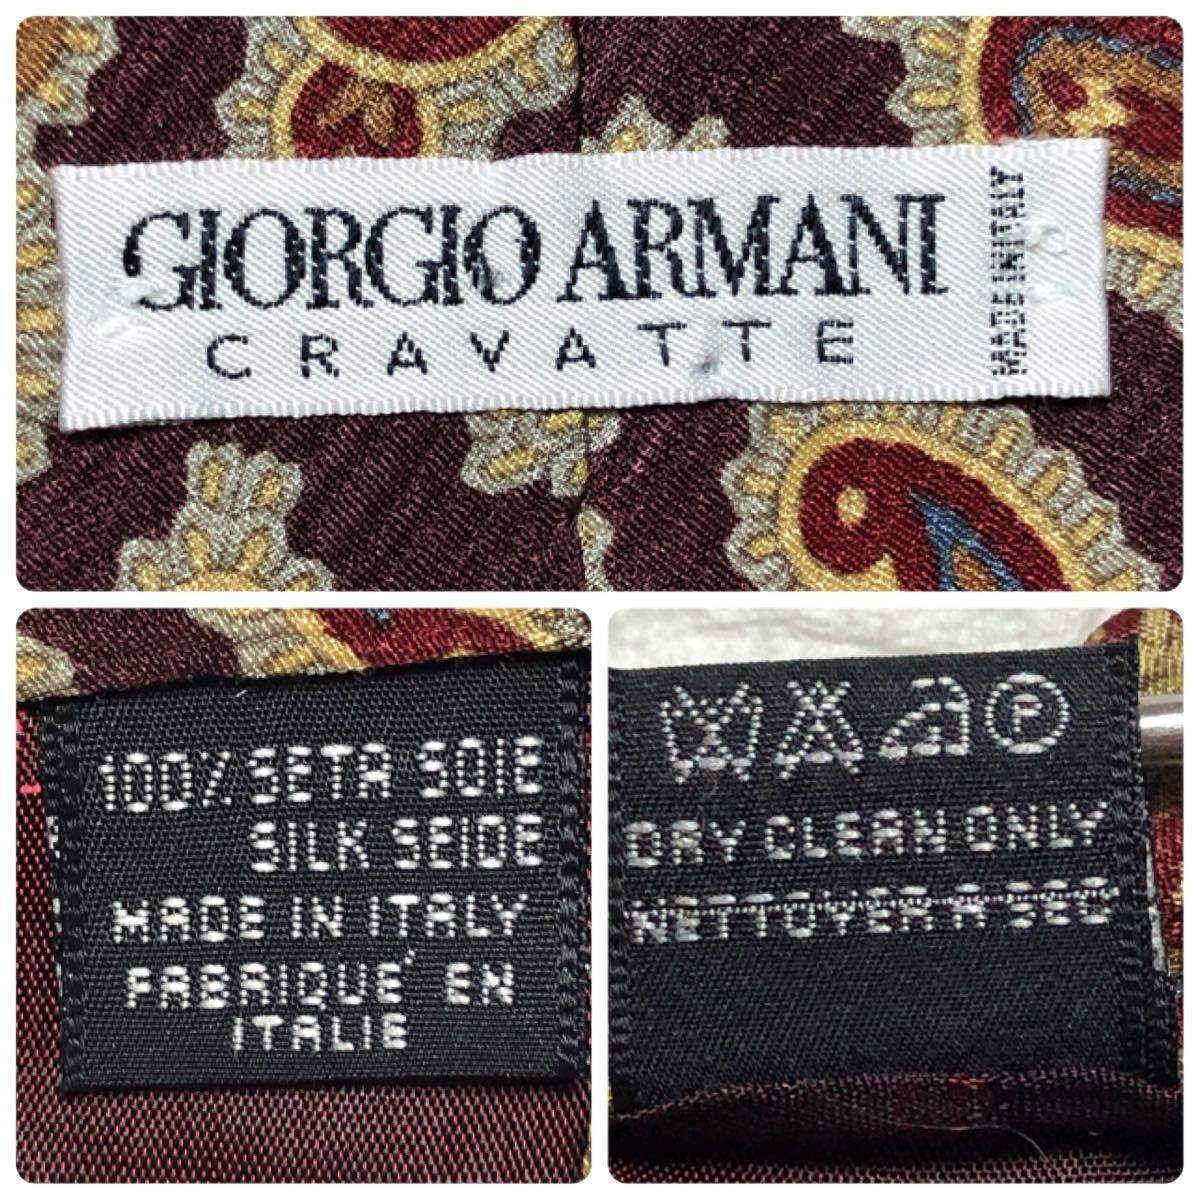 GIORGIO ARMANI
CRAVATTE
MADE IN ITALY
100% SETA SOIE
SILK SEIDE
MADE IN ITALY
FABRIQUE' EN
ITALIE
a P
DRY CLEAN ONLY
NETTOYER A SEC